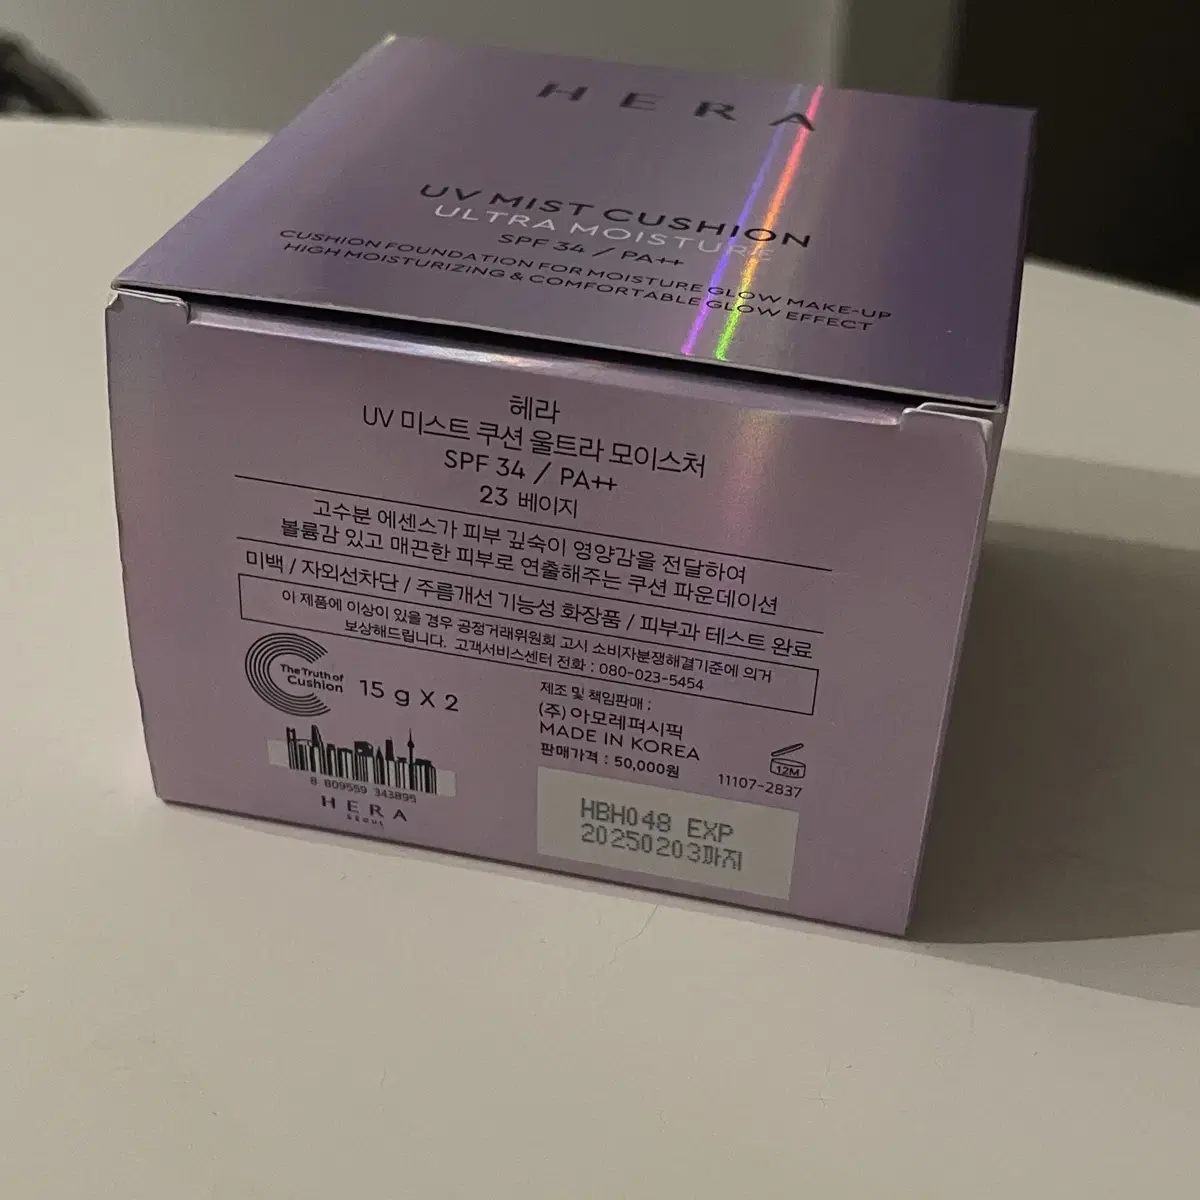 HERA
UV MIST CUSHION
ULTRA MOISTURE
SPF 34 / PA++
CUSHION FOUNDATION FOR MOISTURE GLOW MAKE-UP
HIGH MOISTURIZING & COMFORTABLE GLOW EFFECT
헤라
UV 미스트 쿠션 울트라 모이스처
SPF 34 / PA++
23 베이지
고수분 에센스가 피부 깊숙이 영양감을 전달하여
볼륨감 있고 매끈한 피부로 연출해주는 쿠션 파운데이션
미백 / 자외선차단 / 주름개선 기능성 화장품 / 피부과 테스트 완료
이 제품에 이상이 있을 경우 공정거래위원회 고시 소비자분쟁해결기준에 의거
보상해드립니다. 고객서비스센터 전화 : 080-023-5454
The Truth of
Cushion
15 g X 2
제조 및 책임판매 :
(주)아모레퍼시픽
MADE IN KOREA
판매가격 : 50,000원
12M
11107-2837
8 809559 343895
HERA
seoul
HBH048 EXP
20250203까지